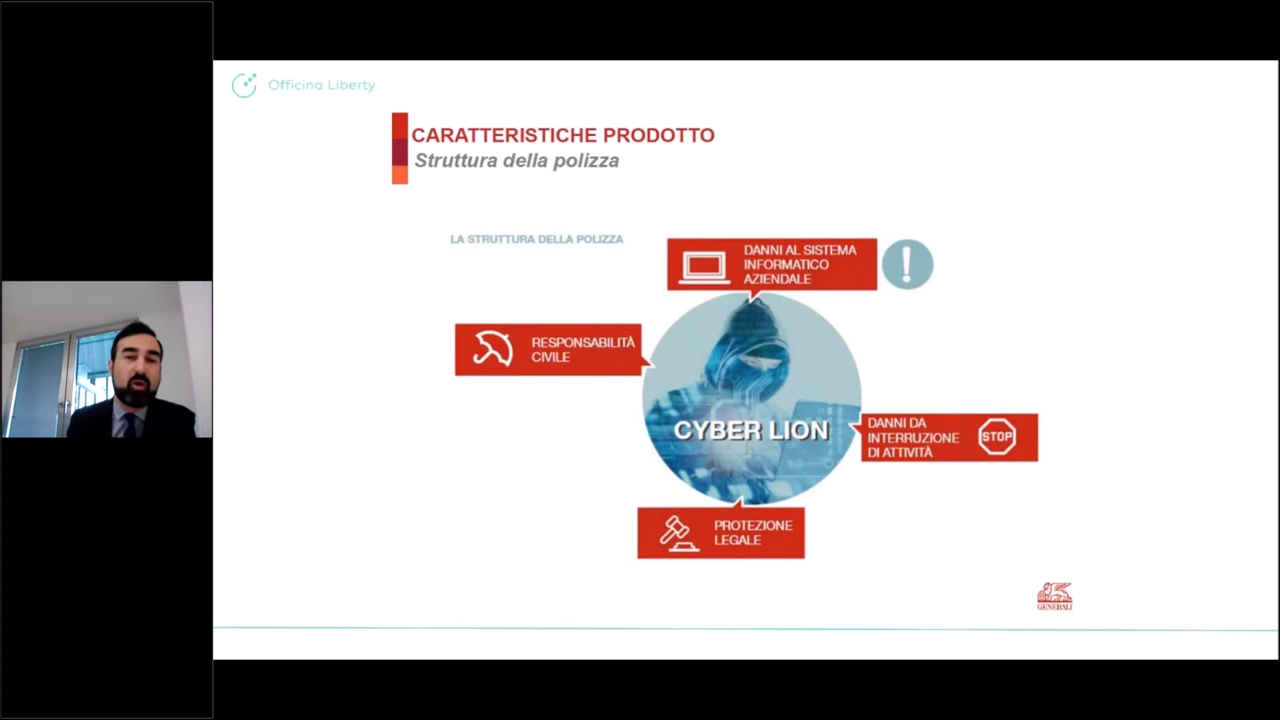 Officina Liberty
CARATTERISTICHE PRODOTTO
Struttura della polizza
LA STRUTTURA DELLA POLIZZA
DANNI AL SISTEMA
INFORMATICO
AZIENDALE
RESPONSABILITÀ
CIVILE
CYBER LION
DANNI DA
INTERRUZIONE
DI ATTIVITÀ
STOP
PROTEZIONE
LEGALE
GENERALI